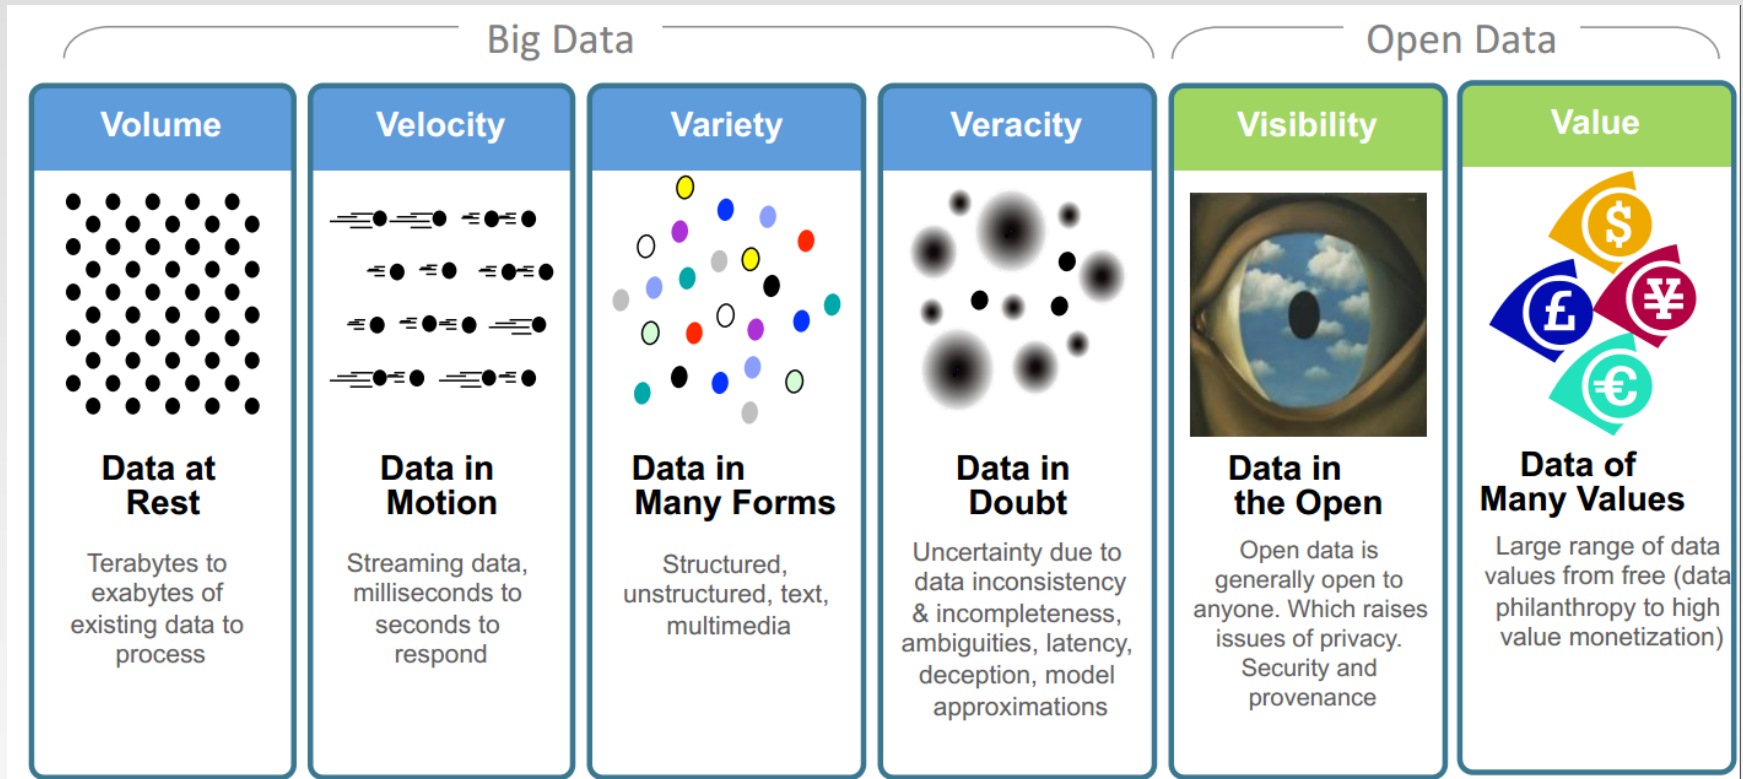 Big Data
Open Data
Volume
Data at
Rest
Terabytes to
exabytes of
existing data to
process
Velocity
Data in
Motion
Streaming data,
milliseconds to
seconds to
respond
Variety
Data in
Many Forms
Structured,
unstructured, text,
multimedia
Veracity
Data in
Doubt
Uncertainty due to
data inconsistency
& incompleteness,
ambiguities, latency,
deception, model
approximations
Visibility
Data in
the Open
Open data is
generally open to
anyone. Which raises
issues of privacy.
Security and
provenance
Value
$
£
¥
€
Data of
Many Values
Large range of data
values from free (data
philanthropy to high
value monetization)